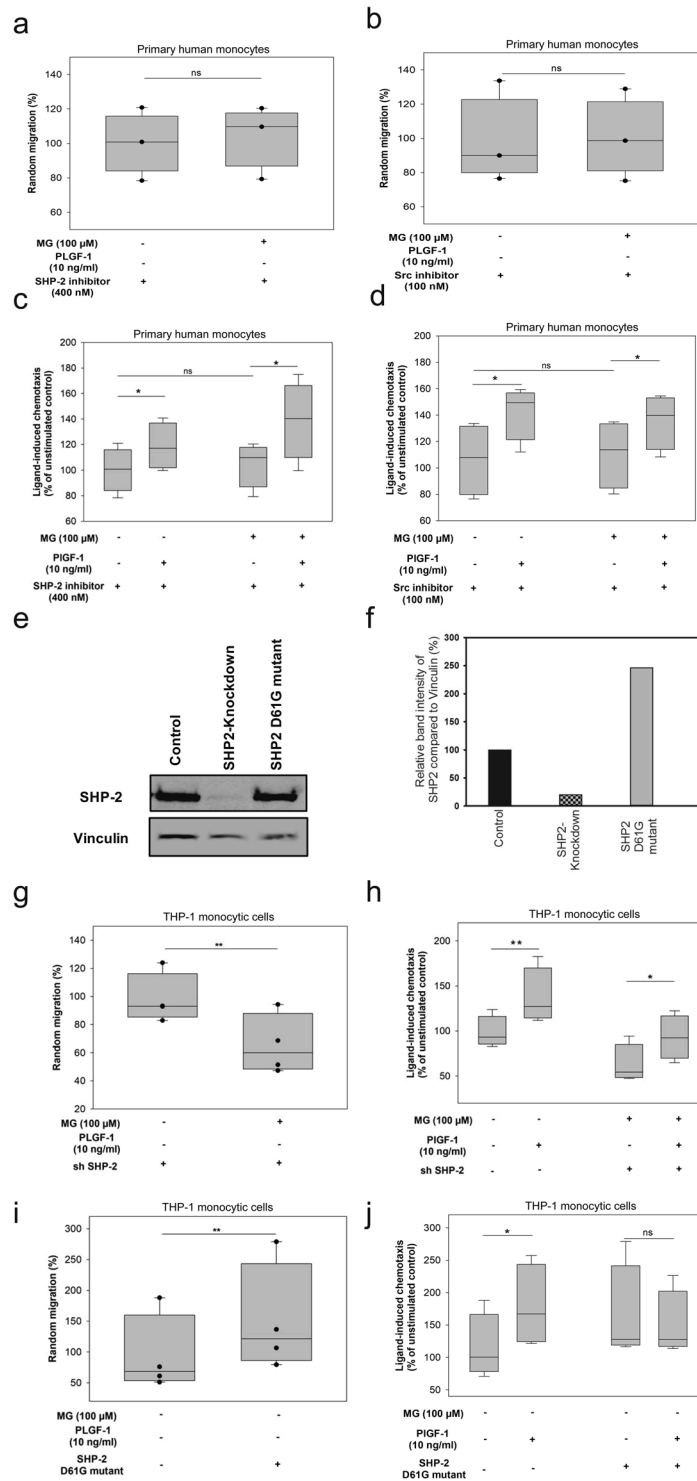 a
Primary human monocytes
ns
Random migration (%)
140
120
100
80
60
MG (100 µM) - +
PLGF-1 (10 ng/ml) - -
SHP-2 inhibitor (400 nM) + +
b
Primary human monocytes
ns
Random migration (%)
140
120
100
80
60
MG (100 µM) - +
PLGF-1 (10 ng/ml) - -
Src inhibitor (100 nM) + +
c
Primary human monocytes
* ns *
Ligand-induced chemotaxis
(% of unstimulated control)
200
180
160
140
120
100
80
60
MG (100 µM) - - + +
PlGF-1 (10 ng/ml) - + - +
SHP-2 inhibitor (400 nM) + + + +
d
Primary human monocytes
* ns *
Ligand-induced chemotaxis
(% of unstimulated control)
200
180
160
140
120
100
80
60
MG (100 µM) - - + +
PlGF-1 (10 ng/ml) - + - +
Src inhibitor (100 nM) + + + +
e
Control
SHP2-Knockdown
SHP2 D61G mutant
SHP-2
Vinculin
f
Relative band intensity of
SHP2 compared to Vinculin (%)
300
250
200
150
100
50
0
Control
SHP2-
Knockdown
SHP2
D61G
mutant
g
THP-1 monocytic cells
**
Random migration (%)
140
120
100
80
60
40
20
MG (100 µM) - +
PLGF-1 (10 ng/ml) - -
sh SHP-2 + +
h
THP-1 monocytic cells
** *
Ligand-induced chemotaxis
(% of unstimulated control)
200
150
100
50
MG (100 µM) - - + +
PlGF-1 (10 ng/ml) - + - +
sh SHP-2 - - + +
i
THP-1 monocytic cells
**
Random migration (%)
300
250
200
150
100
50
MG (100 µM) - -
PLGF-1 (10 ng/ml) - -
SHP-2 D61G mutant - +
j
THP-1 monocytic cells
* ns
Ligand-induced chemotaxis
(% of unstimulated control)
300
250
200
150
100
50
MG (100 µM) - - - -
PlGF-1 (10 ng/ml) - + - +
SHP-2 D61G mutant - - + +